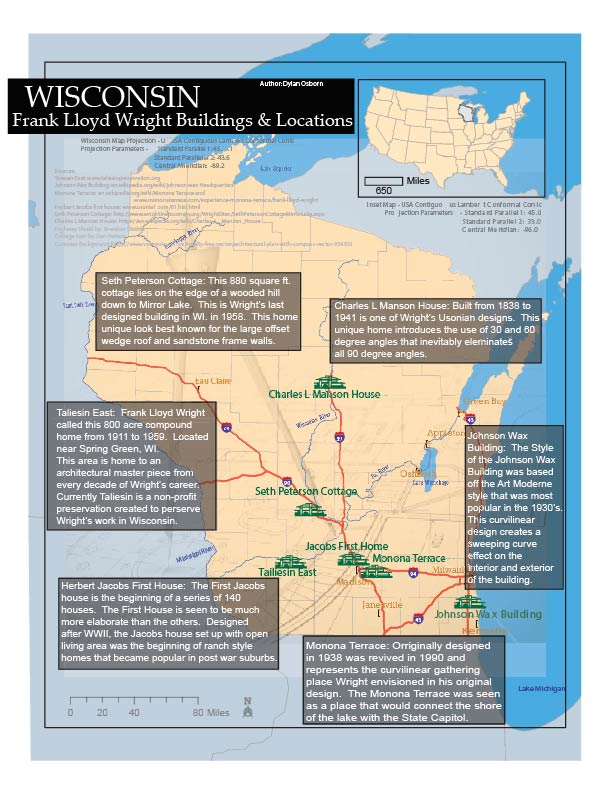 Author: Dylan Osborn
WISCONSIN
Frank Lloyd Wright Buildings & Locations
Wisconsin Map Projection - U  USA Contiguous Lambert Conformal Conic
Projection Parameters -
Standard Parallel 2: 43.6
Central Meridian: -89.2
Miles
650
Inset Map - USA Contiguo  us Lamber t Conformal Conic
Pro jection Parameters - Standard Parallel 1: 45.0
Standard Parallel 2: 33.0
Central Meridian: -96.0
Lake Superior
Seth Peterson Cottage: This 880 square ft.
cottage lies on the edge of a wooded hill
down to Mirror Lake. This is Wright's last
designed building in WI. in 1958. This home
unique look best known for the large offset
wedge roof and sandstone frame walls.
Charles L Manson House: Built from 1838 to
1941 is one of Wright's Usonian designs. This
unique home introduces the use of 30 and 60
degree angles that inevitably eleminates
all 90 degree angles.
Eau Claire
Charles L Manson House
Green Bay
Taliesin East: Frank Lloyd Wright
called this 800 acre compound
home from 1911 to 1959. Located
near Spring Green, WI.
This area is home to an
architectural master piece from
every decade of Wright's career.
Currently Taliesin is a non-profit
preservation created to perserve
Wright's work in Wisconsin.
Wisconsin River
Appleton
Johnson Wax
Building: The Style
of the Johnson Wax
Building was based
off the Art Moderne
style that was most
popular in the 1930's.
This curvilinear
design creates a
sweeping curve
effect on the
interior and exterior
of the building.
Lake Winnebago
Seth Peterson Cottage
Mississippi River
Jacobs First Home
Monona Terrace
Taillesin East
Madison
94
Janesville
43
Johnson Wax Building
Herbert Jacobs First House: The First Jacobs
house is the beginning of a series of 140
houses. The First House is seen to be much
more elaborate than the others. Designed
after WWII, the Jacobs house set up with open
living area was the beginning of ranch style
homes that became popular in post war suburbs.
Monona Terrace: Orriginally designed
in 1938 was revived in 1990 and
represents the curvilinear gathering
place Wright envisioned in his original
design. The Monona Terrace was seen
as a place that would connect the shore
of the lake with the State Capitol.
Lake Michigan
0 20 40 80 Miles
N